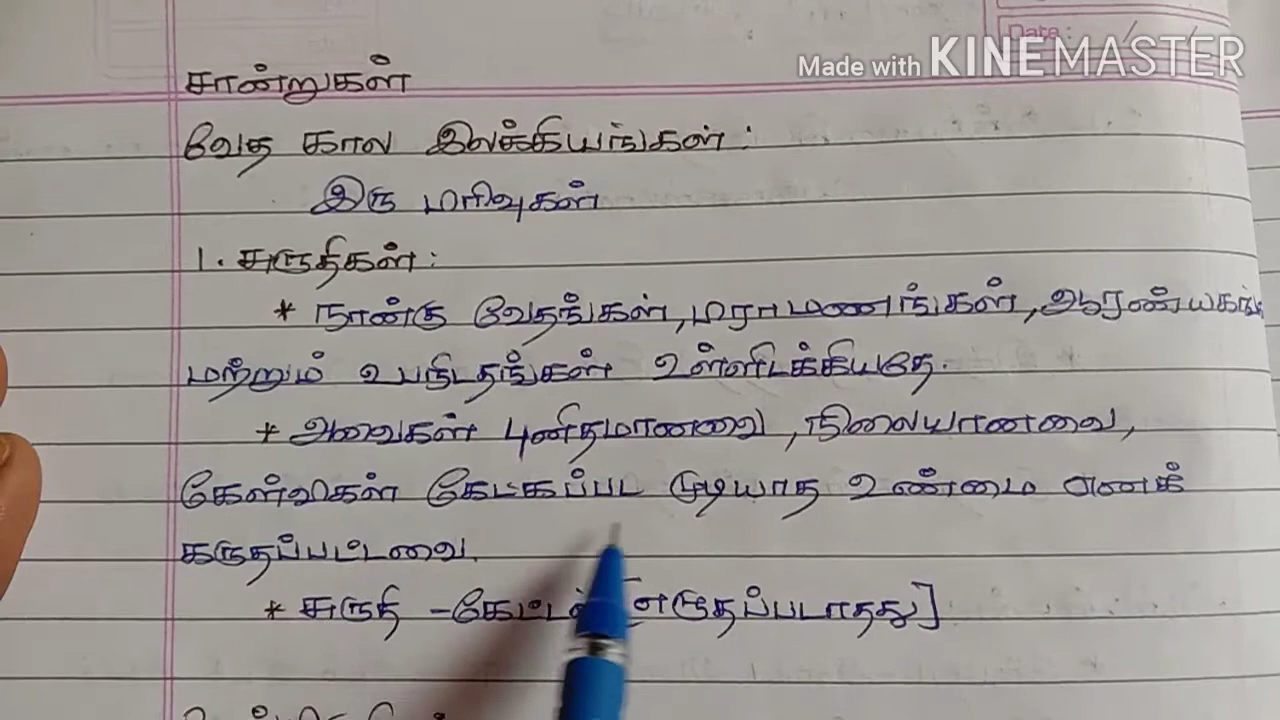 Date : / /
Made with KINEMASTER
சான்றுகள்
வேத கால இலக்கியங்கள் :
இரு பரிவுகள்
1. சுருதிகள் :
* நான்கு வேதங்கள், பிராமணங்கள், ஆரண்யகங்
மற்றும் உபநிடதங்கள் உள்ளிடக்கியதே.
* அவைகள் புனிதமானவை, நிலையானவை,
கேள்விகள் கேட்கப்பட முடியாத உண்மை எனக்
கருதப்பட்டவை.
* சுருதி - எழுதப்படாதது]